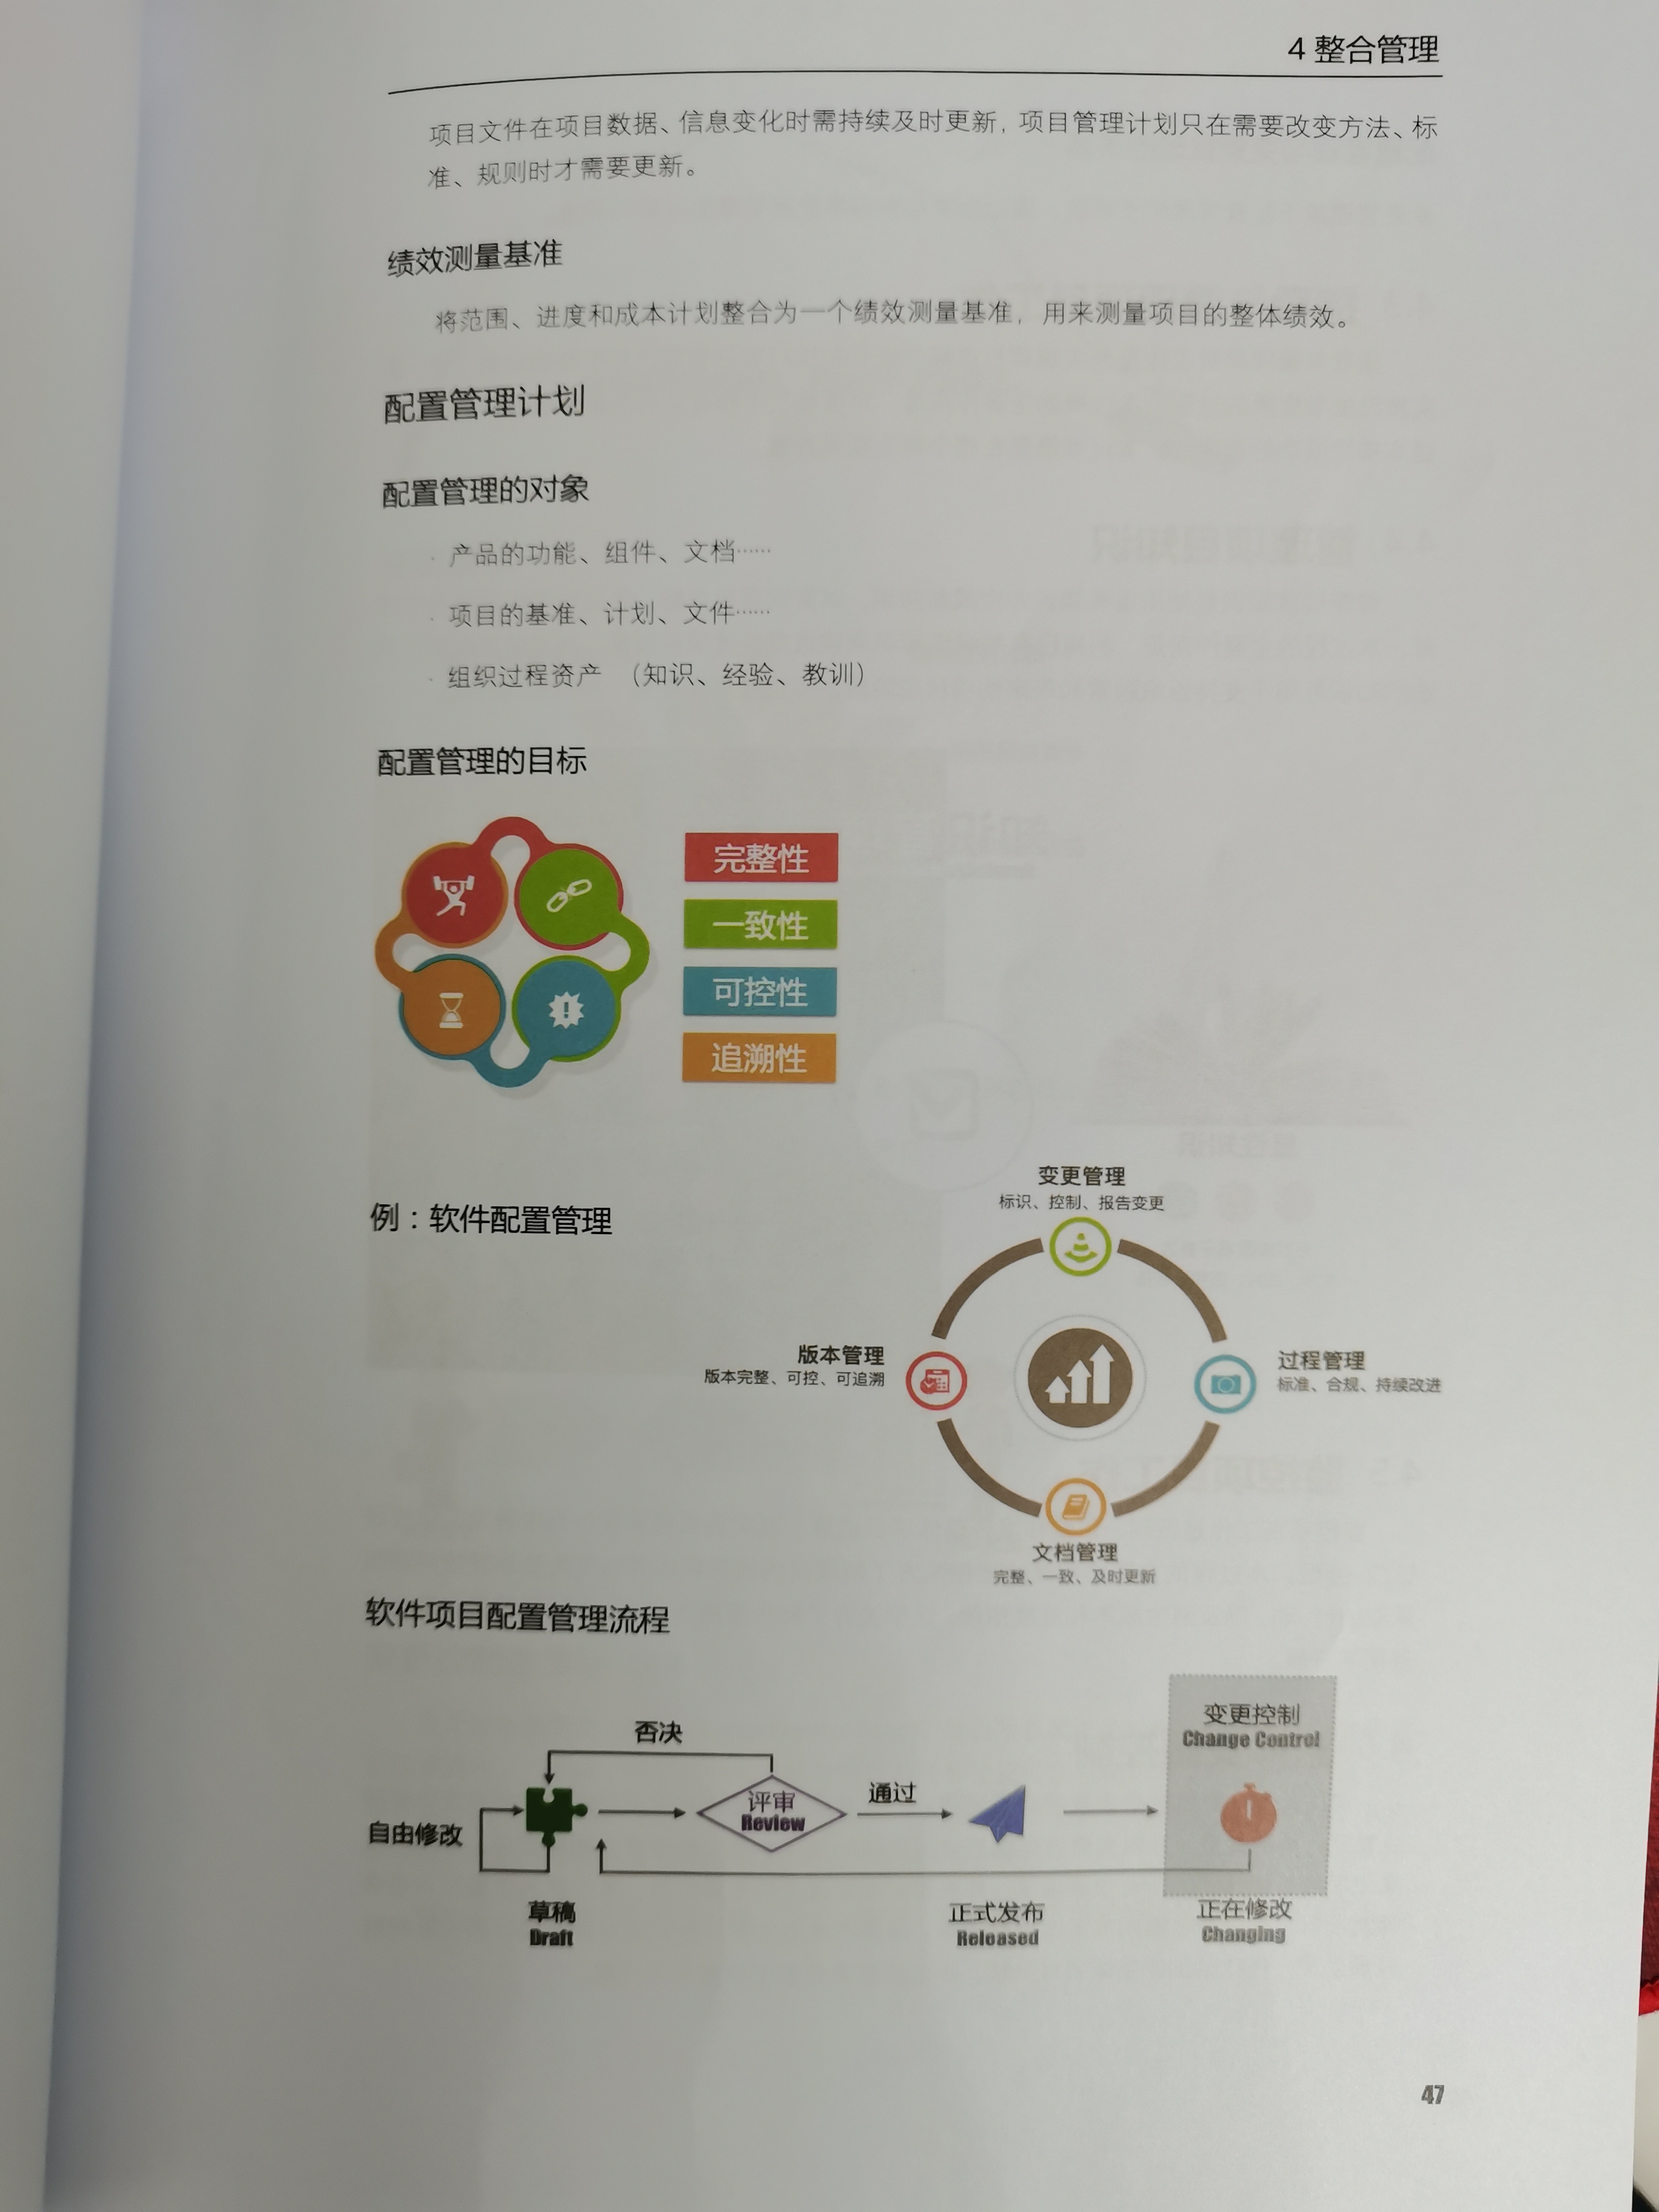 4 整合管理
项目文件在项目数据、信息变化时需持续及时更新，项目管理计划只在需要改变方法、标
准、规则时才需要更新。
绩效测量基准
将范围、进度和成本计划整合为一个绩效测量基准，用来测量项目的整体绩效。
配置管理计划
配置管理的对象
· 产品的功能、组件、文档……
· 项目的基准、计划、文件……
· 组织过程资产 （知识、经验、教训）
配置管理的目标
完整性
一致性
可控性
追溯性
例：软件配置管理
变更管理
标识、控制、报告变更
版本管理
版本完整、可控、可追溯
过程管理
标准、合规、持续改进
文档管理
完整、一致、及时更新
软件项目配置管理流程
变更控制
Change Control
否决
评审
Review
通过
自由修改
草稿
Draft
正式发布
Released
正在修改
Changing
47